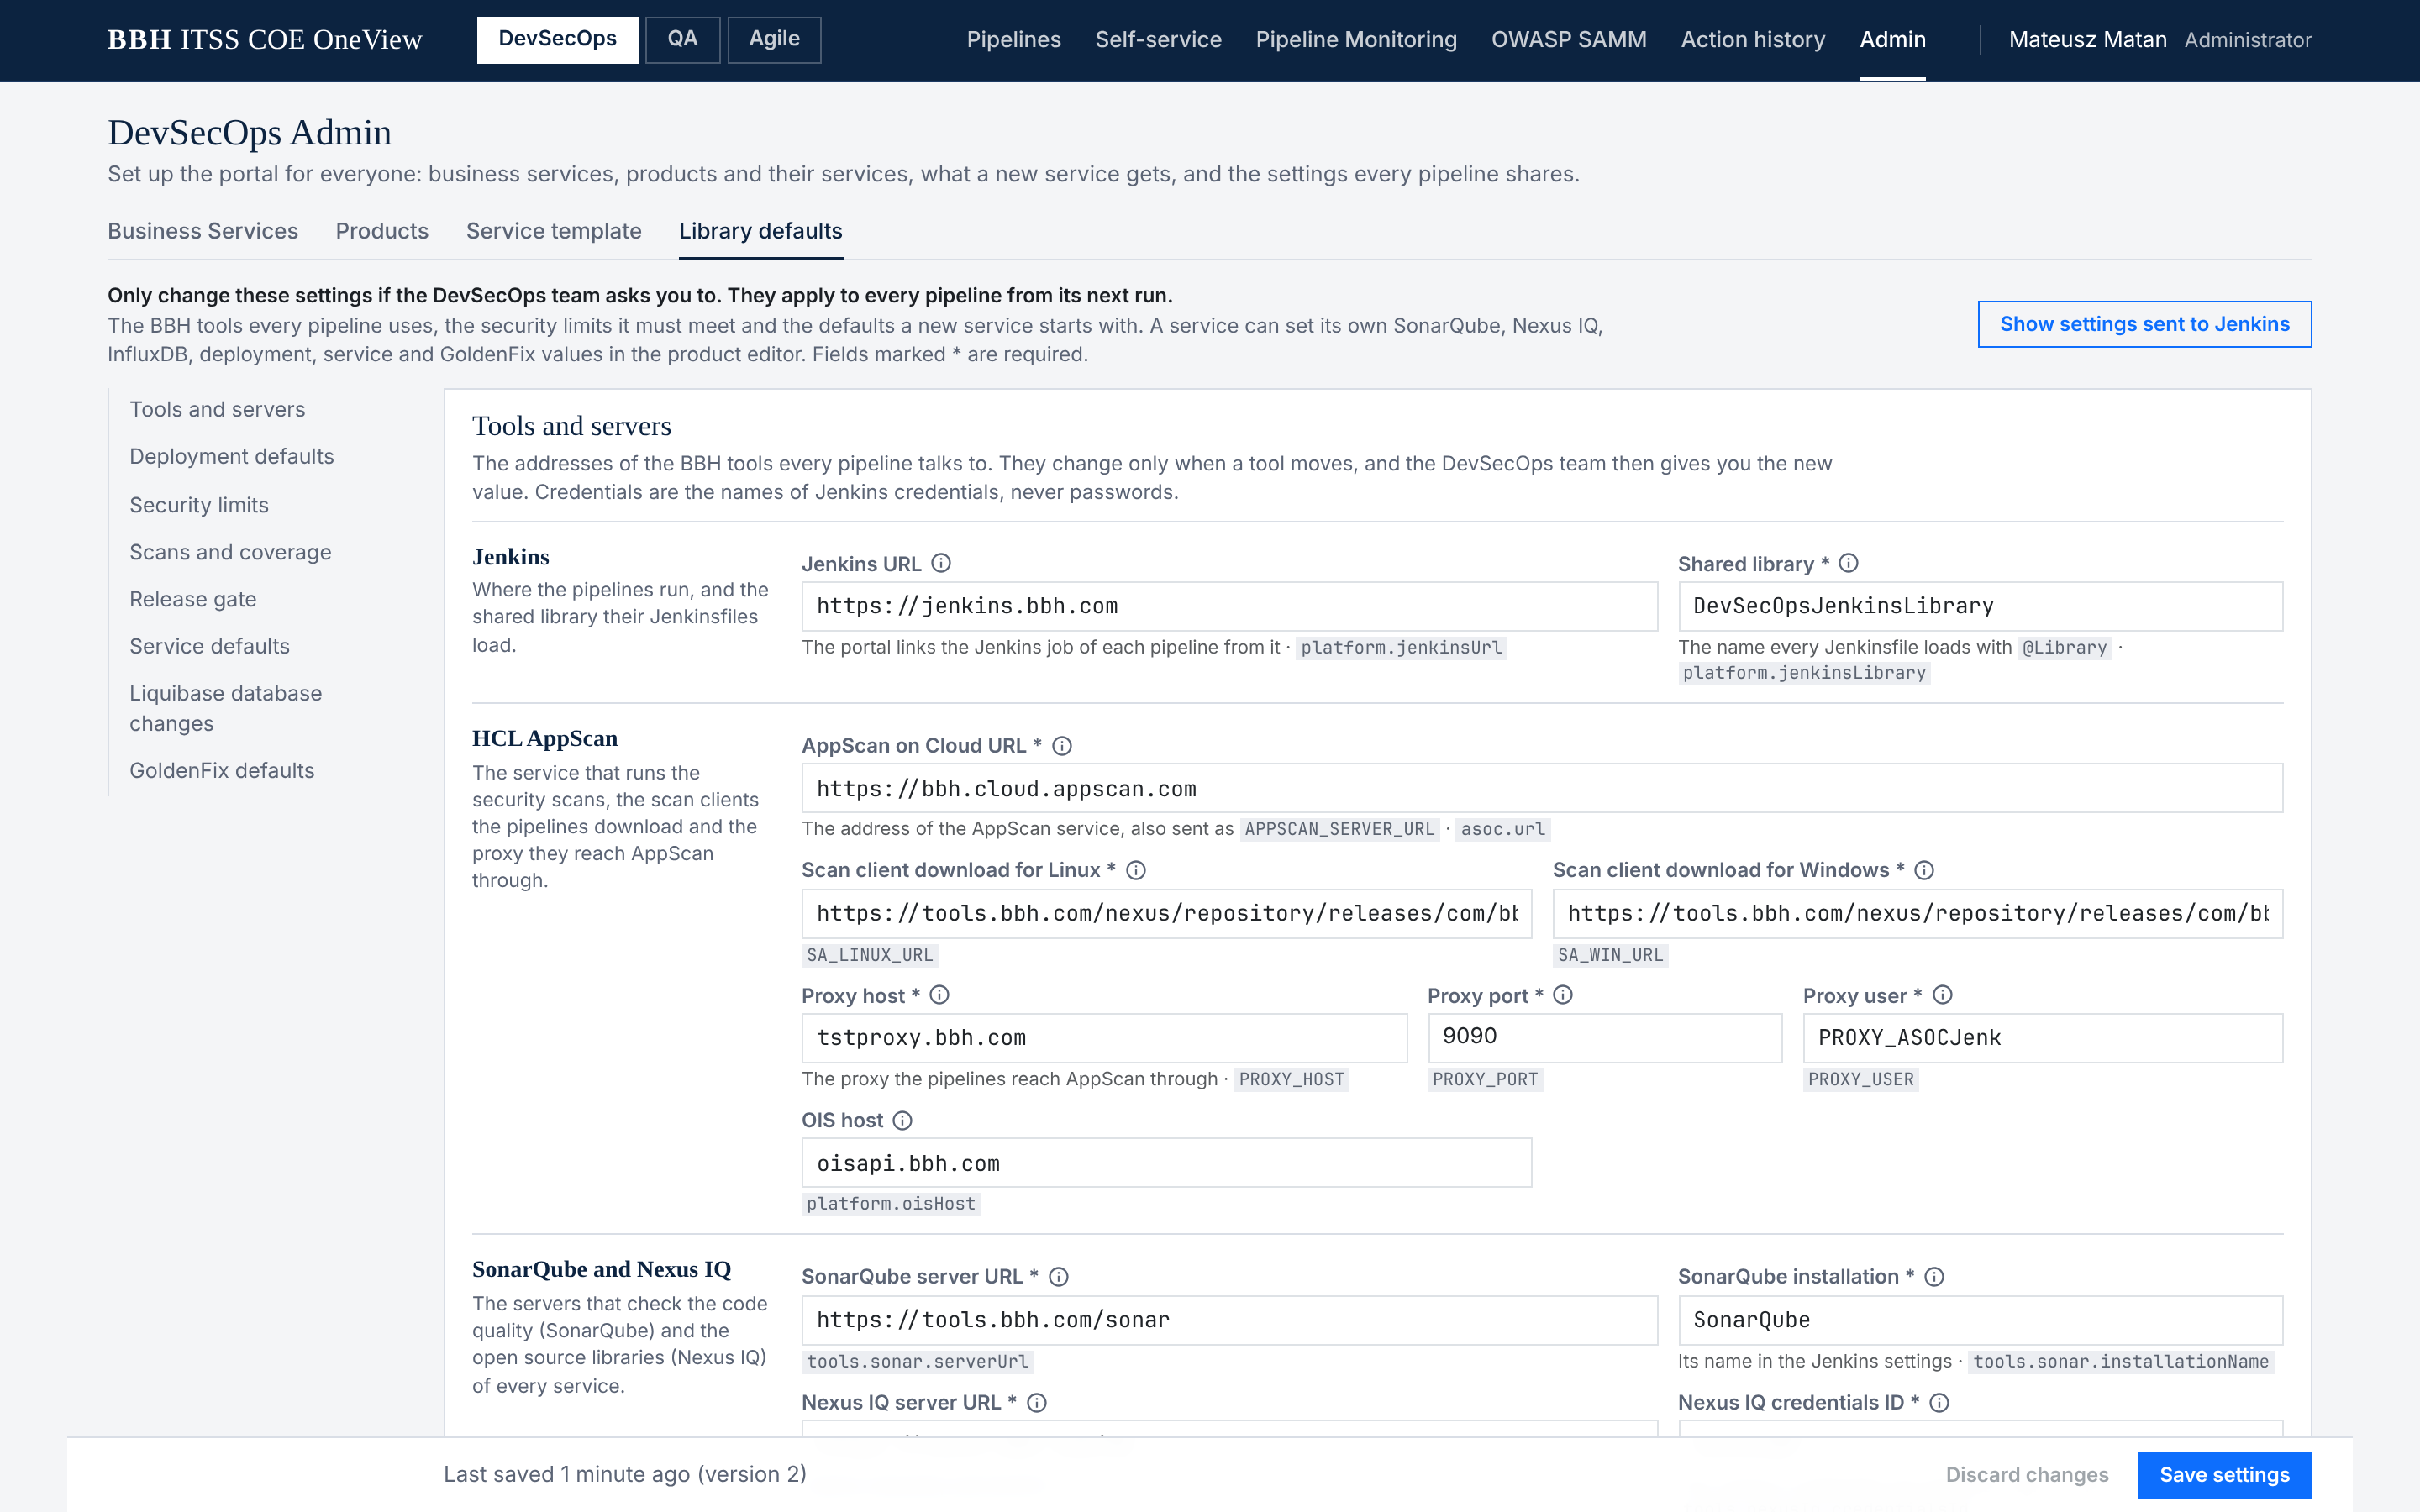 BBH ITSS COE OneView
DevSecOps
QA
Agile
Pipelines
Self-service
Pipeline Monitoring
OWASP SAMM
Action history
Admin
Mateusz Matan Administrator
DevSecOps Admin
Set up the portal for everyone: business services, products and their services, what a new service gets, and the settings every pipeline shares.
Business Services
Products
Service template
Library defaults
Only change these settings if the DevSecOps team asks you to. They apply to every pipeline from its next run.
The BBH tools every pipeline uses, the security limits it must meet and the defaults a new service starts with. A service can set its own SonarQube, Nexus IQ,
InfluxDB, deployment, service and GoldenFix values in the product editor. Fields marked * are required.
Show settings sent to Jenkins
Tools and servers
Deployment defaults
Security limits
Scans and coverage
Release gate
Service defaults
Liquibase database
changes
GoldenFix defaults
Tools and servers
The addresses of the BBH tools every pipeline talks to. They change only when a tool moves, and the DevSecOps team then gives you the new
value. Credentials are the names of Jenkins credentials, never passwords.
Jenkins
Where the pipelines run, and the
shared library their Jenkinsfiles
load.
Jenkins URL
https://jenkins.bbh.com
The portal links the Jenkins job of each pipeline from it · platform.jenkinsUrl
Shared library *
DevSecOpsJenkinsLibrary
The name every Jenkinsfile loads with @Library ·
platform.jenkinsLibrary
HCL AppScan
The service that runs the
security scans, the scan clients
the pipelines download and the
proxy they reach AppScan
through.
AppScan on Cloud URL *
https://bbh.cloud.appscan.com
The address of the AppScan service, also sent as APPSCAN_SERVER_URL · asoc.url
Scan client download for Linux *
https://tools.bbh.com/nexus/repository/releases/com/bb
SA_LINUX_URL
Scan client download for Windows *
https://tools.bbh.com/nexus/repository/releases/com/bb
SA_WIN_URL
Proxy host *
tstproxy.bbh.com
The proxy the pipelines reach AppScan through · PROXY_HOST
Proxy port *
9090
PROXY_PORT
Proxy user *
PROXY_ASOCJenk
PROXY_USER
OIS host
oisapi.bbh.com
platform.oisHost
SonarQube and Nexus IQ
The servers that check the code
quality (SonarQube) and the
open source libraries (Nexus IQ)
of every service.
SonarQube server URL *
https://tools.bbh.com/sonar
tools.sonar.serverUrl
SonarQube installation *
SonarQube
Its name in the Jenkins settings · tools.sonar.installationName
Nexus IQ server URL *
Nexus IQ credentials ID *
Last saved 1 minute ago (version 2)
Discard changes
Save settings